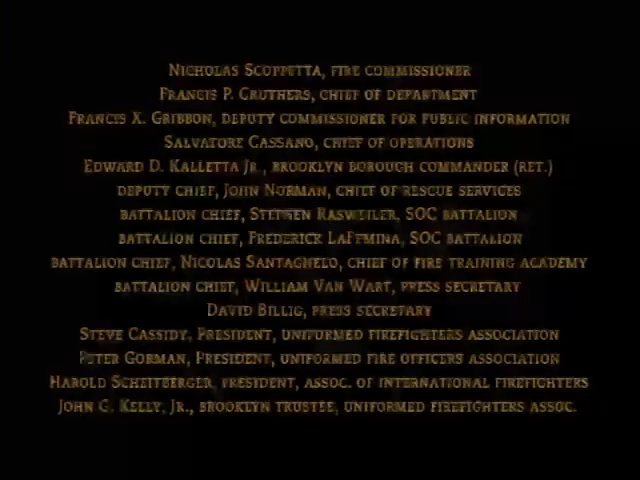 Nicholas Scoppetta, fire commissioner
Francis P. Cruthers, chief of department
Francis X. Gribbon, deputy commissioner for public information
Salvatore Cassano, chief of operations
Edward D. Kalletta Jr., brooklyn borough commander (ret.)
deputy chief, John Norman, chief of rescue services
battalion chief, Stephen Rasweiler, SOC battalion
battalion chief, Frederick LaFemina, SOC battalion
battalion chief, Nicolas Santaghelo, chief of fire training academy
battalion chief, William Van Wart, press secretary
David Billig, press secretary
Steve Cassidy, President, uniformed firefighters association
Peter Gorman, President, uniformed fire officers association
Harold Scheitberger, president, assoc. of international firefighters
John G. Kelly, Jr., brooklyn trustee, uniformed firefighters assoc.